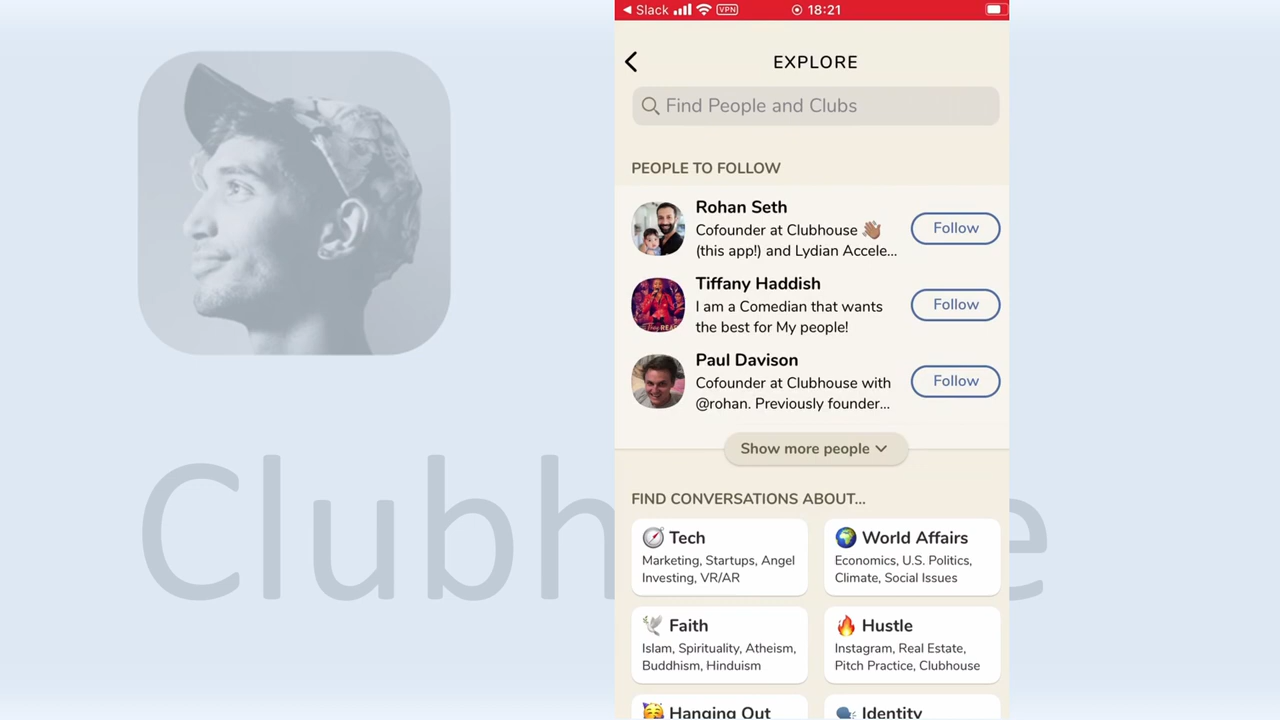 Slack VPN 18:21
EXPLORE
Find People and Clubs
PEOPLE TO FOLLOW
Rohan Seth
Cofounder at Clubhouse 👋🏽
(this app!) and Lydian Accele...
Follow
Tiffany Haddish
I am a Comedian that wants
the best for My people!
Follow
Paul Davison
Cofounder at Clubhouse with
@rohan. Previously founder...
Follow
Show more people
FIND CONVERSATIONS ABOUT...
🧭 Tech
Marketing, Startups, Angel
Investing, VR/AR
🌍 World Affairs
Economics, U.S. Politics,
Climate, Social Issues
🕊 Faith
Islam, Spirituality, Atheism,
Buddhism, Hinduism
🔥 Hustle
Instagram, Real Estate,
Pitch Practice, Clubhouse
🥳 Hanging Out
🗣 Identity
Clubh e